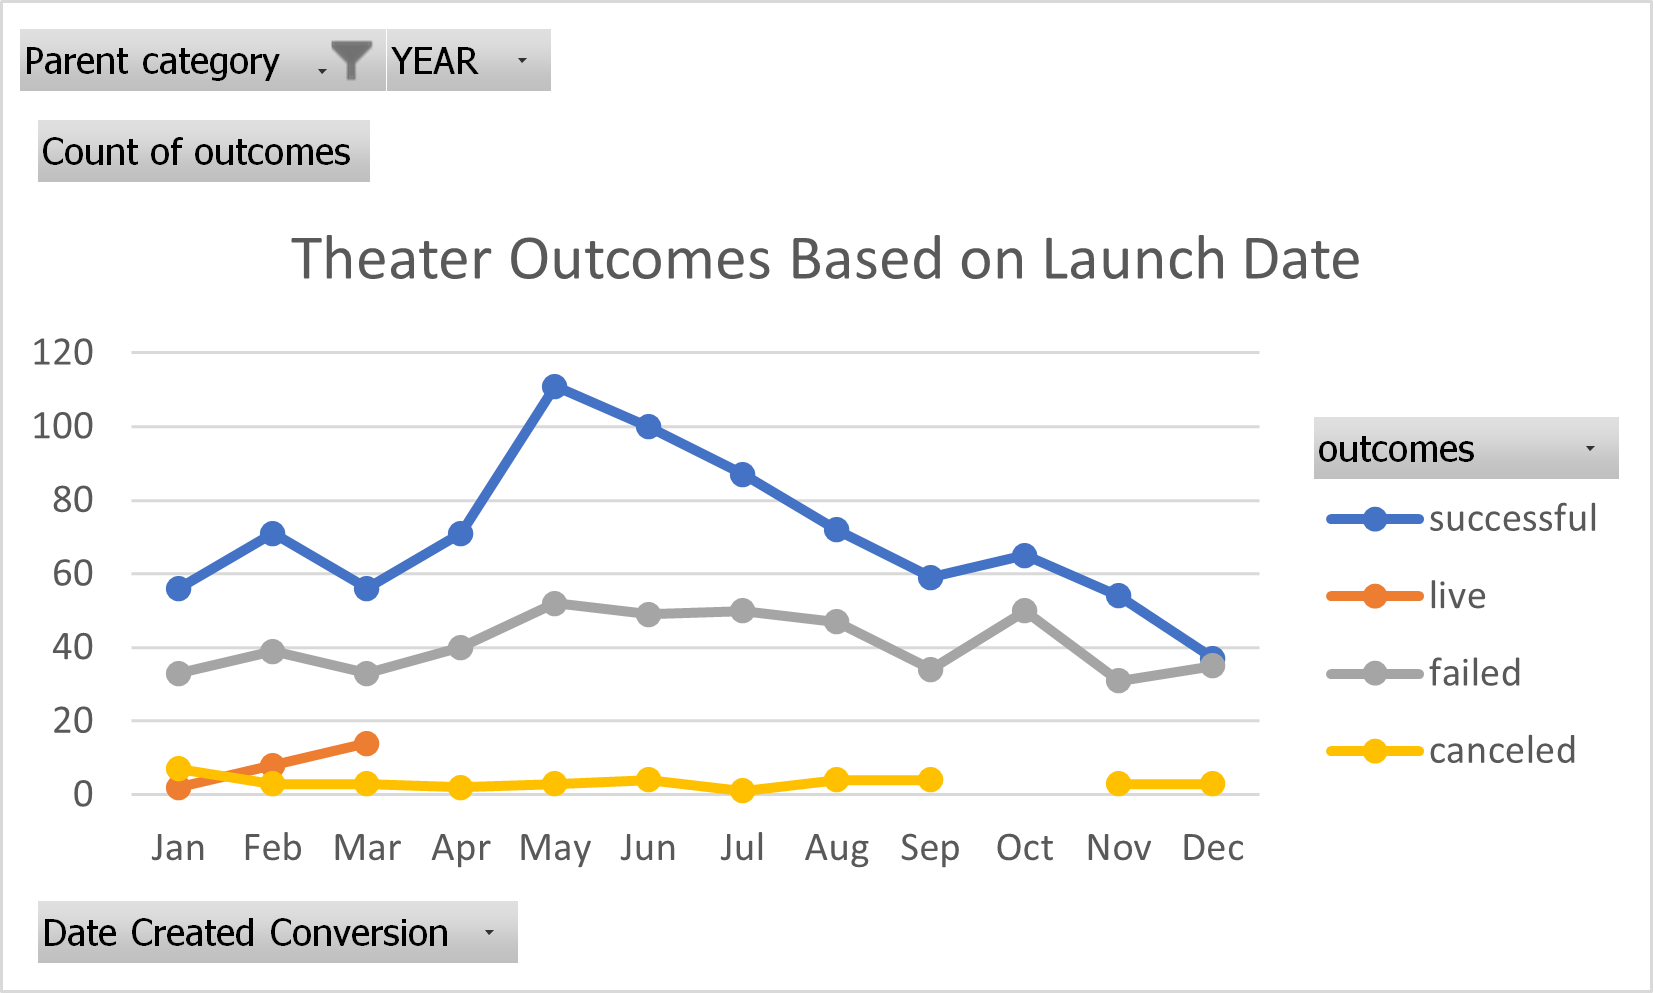 Parent category YEAR
Count of outcomes
Theater Outcomes Based on Launch Date
120
100
80
60
40
20
0
Jan Feb Mar Apr May Jun Jul Aug Sep Oct Nov Dec
outcomes
successful
live
failed
canceled
Date Created Conversion